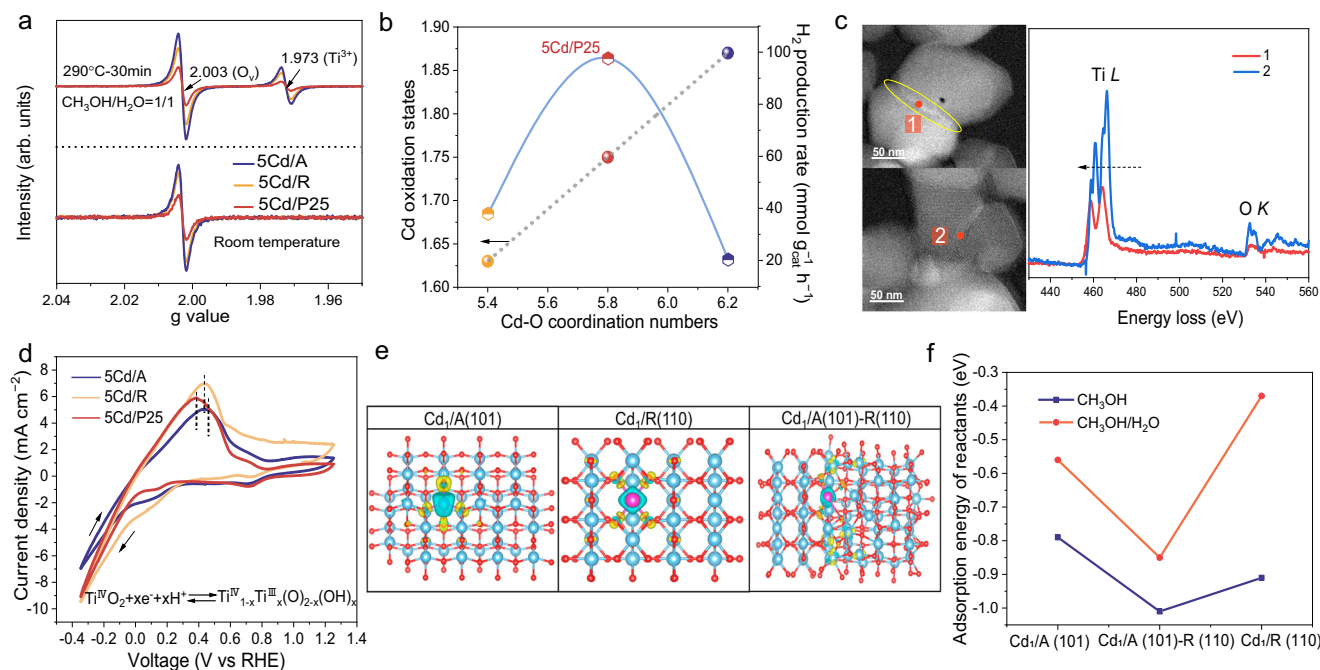 a
290°C-30min
CH₃OH/H₂O=1/1
2.003 (Oᵥ)
1.973 (Ti³⁺)
5Cd/A
5Cd/R
5Cd/P25
Room temperature
Intensity (arb. units)
2.04 2.02 2.00 1.98 1.96
g value
b
5Cd/P25
Cd oxidation states
1.90
1.85
1.80
1.75
1.70
1.65
1.60
5.4 5.6 5.8 6.0 6.2
Cd-O coordination numbers
100
80
60
40
20
H₂ production rate (mmol g⁻¹cat h⁻¹)
c
1
50 nm
2
50 nm
Ti L
O K
1
2
440 460 480 500 520 540 560
Energy loss (eV)
d
5Cd/A
5Cd/R
5Cd/P25
Current density (mA cm⁻²)
8
6
4
2
0
-2
-4
-6
-8
-10
TiᴵⱽO₂+xe⁻+xH⁺⇌Tiᴵⱽ₁₋ₓTiᴵᴵᴵₓ(O)₂₋ₓ(OH)ₓ
-0.4 -0.2 0.0 0.2 0.4 0.6 0.8 1.0 1.2 1.4
Voltage (V vs RHE)
e
Cd₁/A(101) Cd₁/R(110) Cd₁/A(101)-R(110)
f
Adsorption energy of reactants (eV)
-0.3
-0.4
-0.5
-0.6
-0.7
-0.8
-0.9
-1.0
CH₃OH
CH₃OH/H₂O
Cd₁/A (101) Cd₁/A (101)-R (110) Cd₁/R (110)